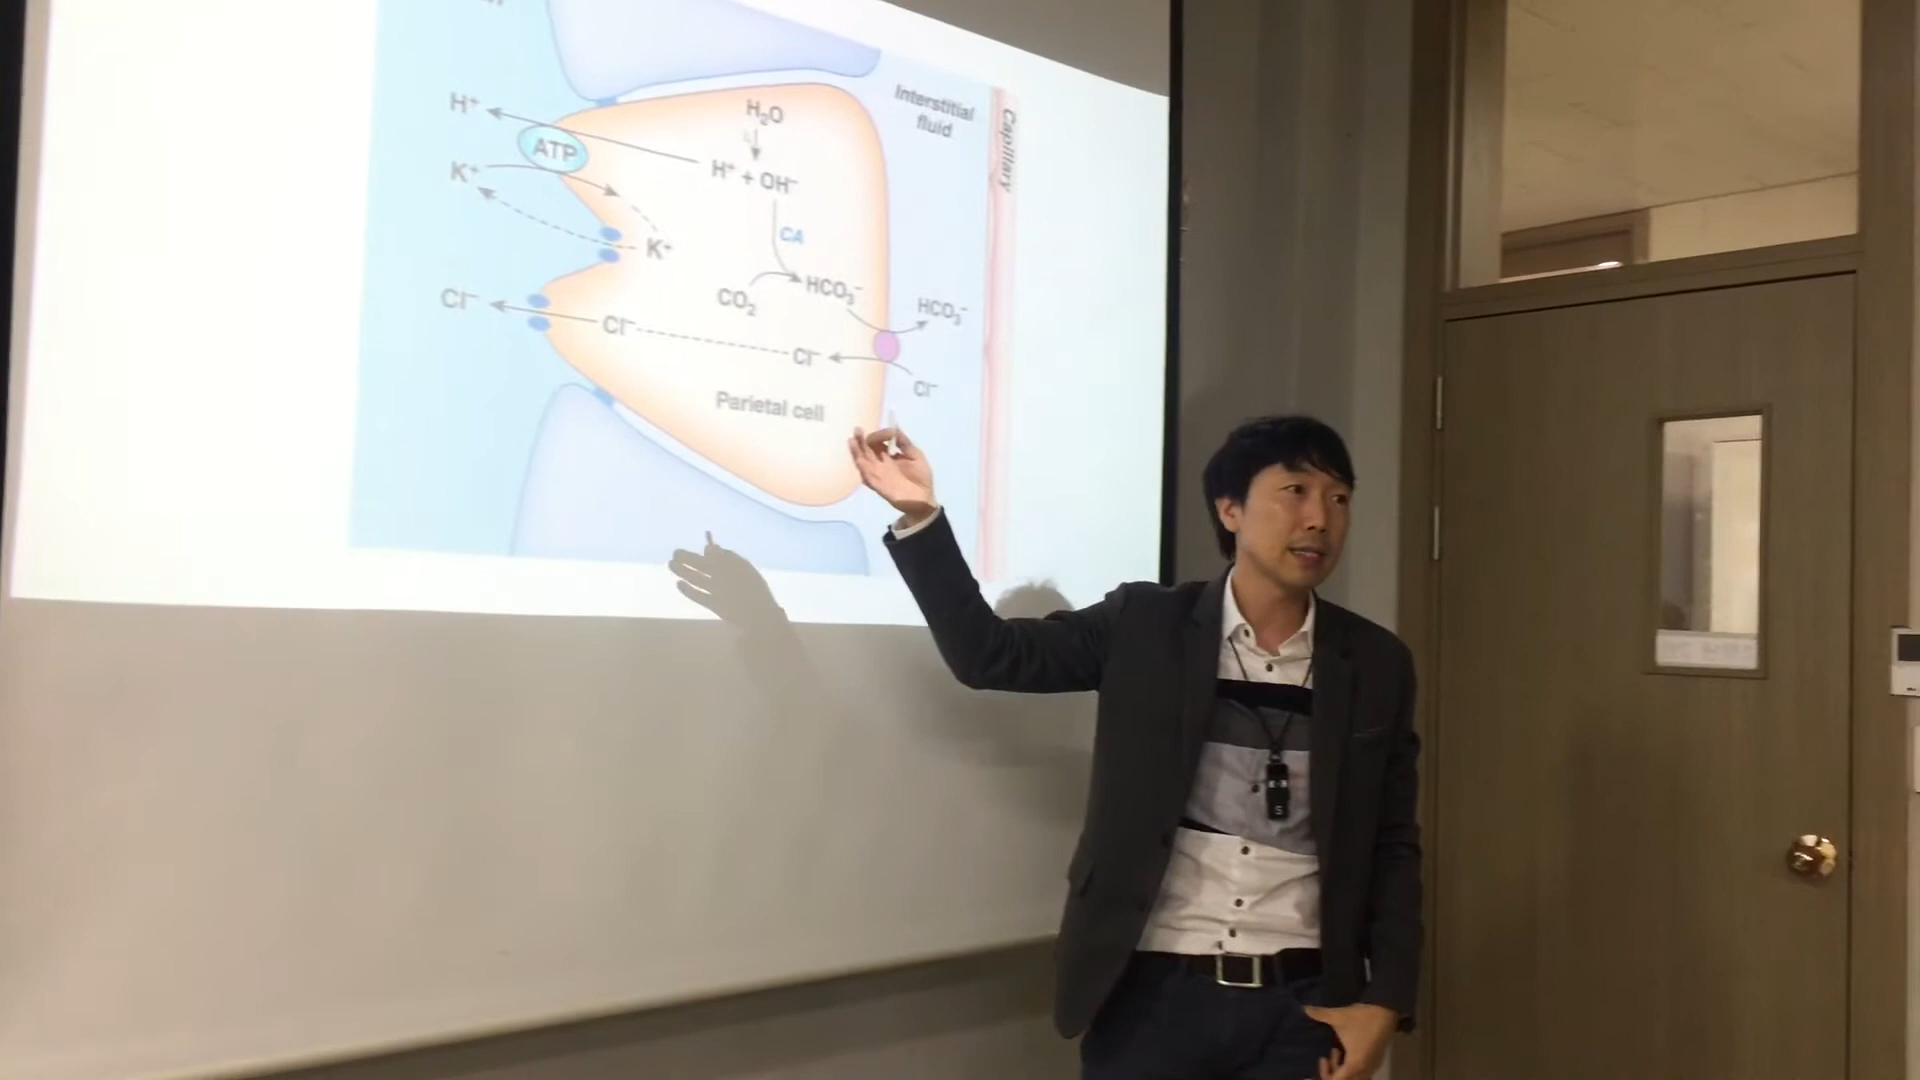 H₂O
Interstitial
fluid
Capillary
H⁺
ATP
H⁺ + OH⁻
K⁺
K⁺
CA
CO₂
HCO₃⁻
HCO₃⁻
Cl⁻
Cl⁻
Cl⁻
Cl⁻
Parietal cell
S